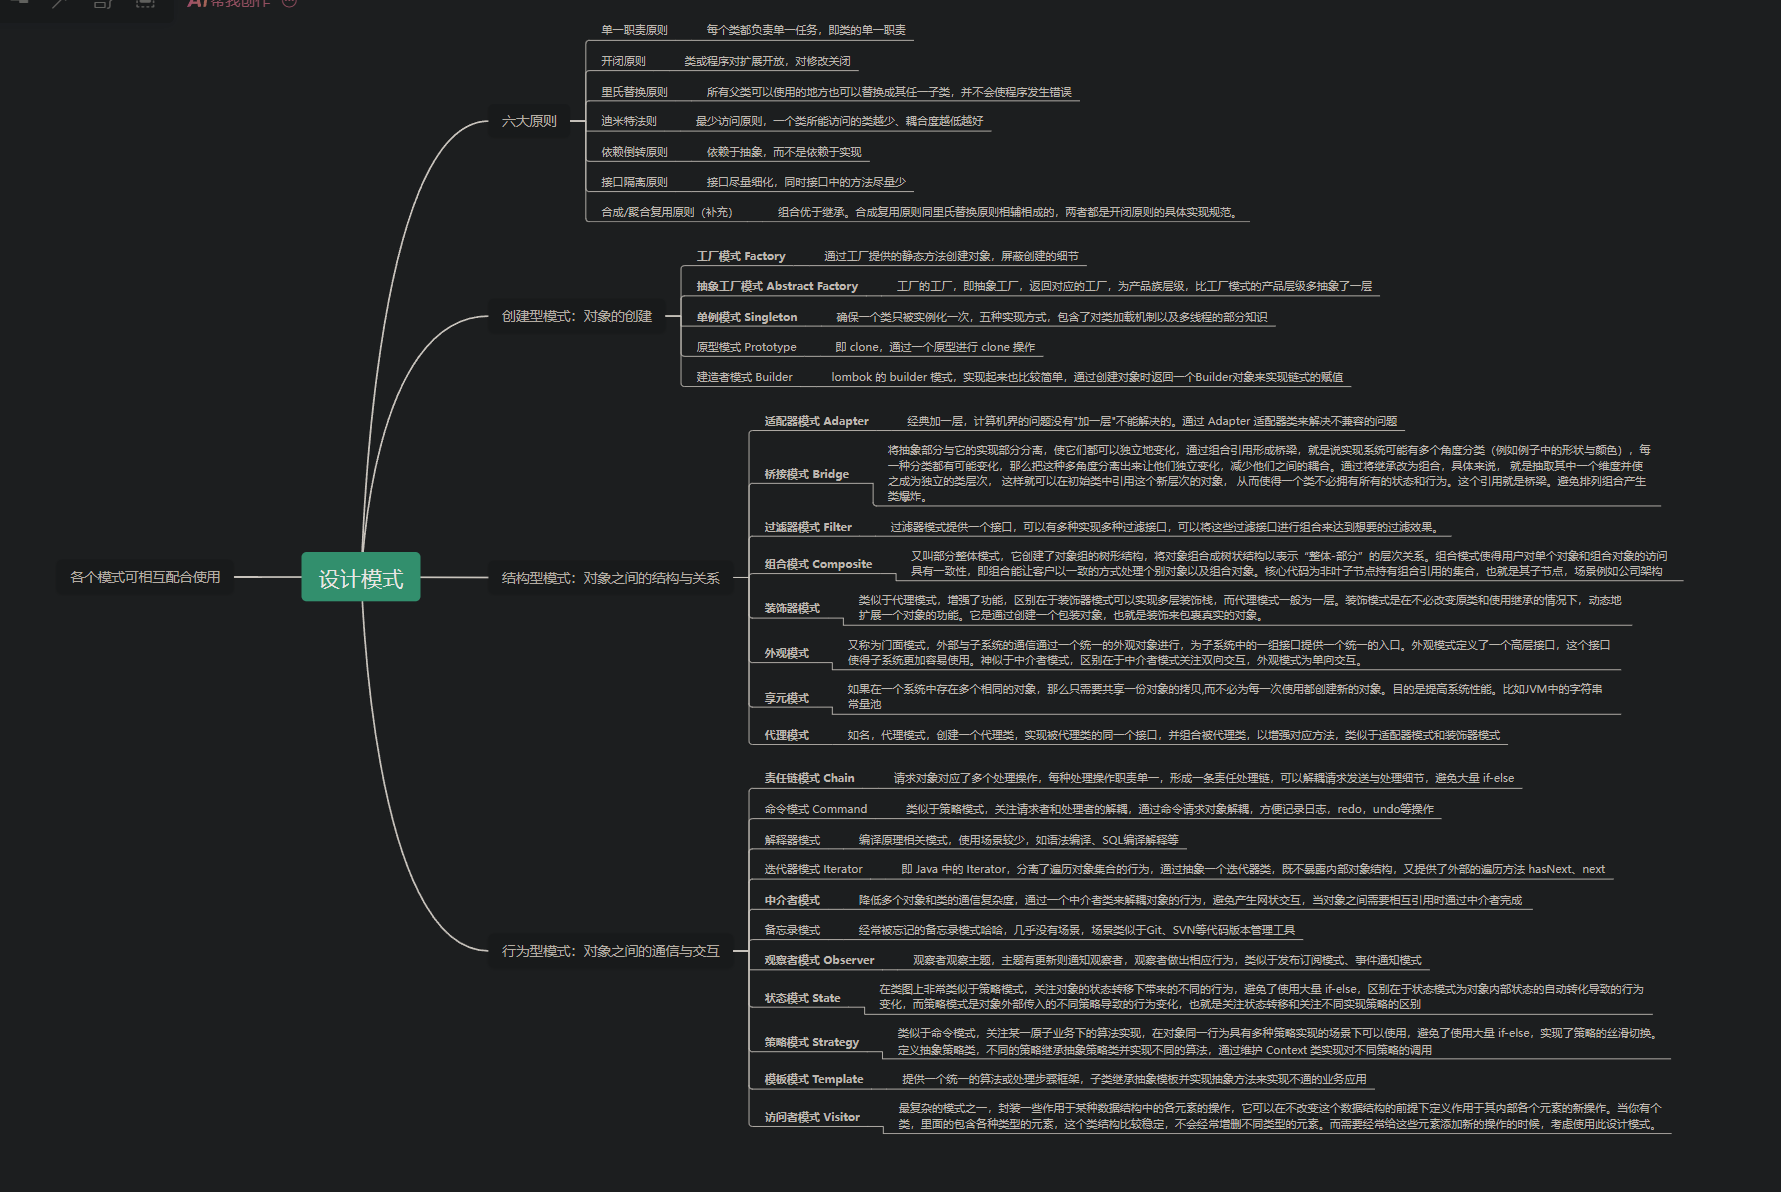 AI帮我创作
单一职责原则 每个类都负责单一任务，即类的单一职责
开闭原则 类或程序对扩展开放，对修改关闭
里氏替换原则 所有父类可以使用的地方也可以替换成其任一子类，并不会使程序发生错误
六大原则
迪米特法则 最少访问原则，一个类所能访问的类越少、耦合度越低越好
依赖倒转原则 依赖于抽象，而不是依赖于实现
接口隔离原则 接口尽量细化，同时接口中的方法尽量少
合成/聚合复用原则（补充） 组合优于继承。合成复用原则同里氏替换原则相辅相成的，两者都是开闭原则的具体实现规范。
工厂模式 Factory 通过工厂提供的静态方法创建对象，屏蔽创建的细节
抽象工厂模式 Abstract Factory 工厂的工厂，即抽象工厂，返回对应的工厂，为产品族层级，比工厂模式的产品层级多抽象了一层
创建型模式：对象的创建
单例模式 Singleton 确保一个类只被实例化一次，五种实现方式，包含了对类加载机制以及多线程的部分知识
原型模式 Prototype 即 clone，通过一个原型进行 clone 操作
建造者模式 Builder lombok 的 builder 模式，实现起来也比较简单，通过创建对象时返回一个Builder对象来实现链式的赋值
适配器模式 Adapter 经典加一层，计算机界的问题没有"加一层"不能解决的。通过 Adapter 适配器类来解决不兼容的问题
桥接模式 Bridge
将抽象部分与它的实现部分分离，使它们都可以独立地变化，通过组合引用形成桥梁，就是说实现系统可能有多个角度分类（例如例子中的形状与颜色），每
一种分类都有可能变化，那么把这种多角度分离出来让他们独立变化，减少他们之间的耦合。通过将继承改为组合，具体来说， 就是抽取其中一个维度并使
之成为独立的类层次， 这样就可以在初始类中引用这个新层次的对象， 从而使得一个类不必拥有所有的状态和行为。这个引用就是桥梁。避免排列组合产生
类爆炸。
过滤器模式 Filter 过滤器模式提供一个接口，可以有多种实现多种过滤接口，可以将这些过滤接口进行组合来达到想要的过滤效果。
组合模式 Composite
又叫部分整体模式，它创建了对象组的树形结构，将对象组合成树状结构以表示“整体-部分”的层次关系。组合模式使得用户对单个对象和组合对象的访问
具有一致性，即组合能让客户以一致的方式处理个别对象以及组合对象。核心代码为非叶子节点持有组合引用的集合，也就是其子节点，场景例如公司架构
各个模式可相互配合使用
设计模式
结构型模式：对象之间的结构与关系
装饰器模式
类似于代理模式，增强了功能，区别在于装饰器模式可以实现多层装饰栈，而代理模式一般为一层。装饰模式是在不必改变原类和使用继承的情况下，动态地
扩展一个对象的功能。它是通过创建一个包装对象，也就是装饰来包裹真实的对象。
外观模式
又称为门面模式，外部与子系统的通信通过一个统一的外观对象进行，为子系统中的一组接口提供一个统一的入口。外观模式定义了一个高层接口，这个接口
使得子系统更加容易使用。神似于中介者模式，区别在于中介者模式关注双向交互，外观模式为单向交互。
享元模式
如果在一个系统中存在多个相同的对象，那么只需要共享一份对象的拷贝,而不必为每一次使用都创建新的对象。目的是提高系统性能。比如JVM中的字符串
常量池
代理模式 如名，代理模式，创建一个代理类，实现被代理类的同一个接口，并组合被代理类，以增强对应方法，类似于适配器模式和装饰器模式
责任链模式 Chain 请求对象对应了多个处理操作，每种处理操作职责单一，形成一条责任处理链，可以解耦请求发送与处理细节，避免大量 if-else
命令模式 Command 类似于策略模式，关注请求者和处理者的解耦，通过命令请求对象解耦，方便记录日志，redo，undo等操作
解释器模式 编译原理相关模式，使用场景较少，如语法编译、SQL编译解释等
迭代器模式 Iterator 即 Java 中的 Iterator，分离了遍历对象集合的行为，通过抽象一个迭代器类，既不暴露内部对象结构，又提供了外部的遍历方法 hasNext、next
中介者模式 降低多个对象和类的通信复杂度，通过一个中介者类来解耦对象的行为，避免产生网状交互，当对象之间需要相互引用时通过中介者完成
备忘录模式 经常被忘记的备忘录模式哈哈，几乎没有场景，场景类似于Git、SVN等代码版本管理工具
行为型模式：对象之间的通信与交互
观察者模式 Observer 观察者观察主题，主题有更新则通知观察者，观察者做出相应行为，类似于发布订阅模式、事件通知模式
状态模式 State
在类图上非常类似于策略模式，关注对象的状态转移下带来的不同的行为，避免了使用大量 if-else，区别在于状态模式为对象内部状态的自动转化导致的行为
变化，而策略模式是对象外部传入的不同策略导致的行为变化，也就是关注状态转移和关注不同实现策略的区别
策略模式 Strategy
类似于命令模式，关注某一原子业务下的算法实现，在对象同一行为具有多种策略实现的场景下可以使用，避免了使用大量 if-else，实现了策略的丝滑切换。
定义抽象策略类，不同的策略继承抽象策略类并实现不同的算法，通过维护 Context 类实现对不同策略的调用
模板模式 Template 提供一个统一的算法或处理步骤框架，子类继承抽象模板并实现抽象方法来实现不通的业务应用
访问者模式 Visitor
最复杂的模式之一，封装一些作用于某种数据结构中的各元素的操作，它可以在不改变这个数据结构的前提下定义作用于其内部各个元素的新操作。当你有个
类，里面的包含各种类型的元素，这个类结构比较稳定，不会经常增删不同类型的元素。而需要经常给这些元素添加新的操作的时候，考虑使用此设计模式。